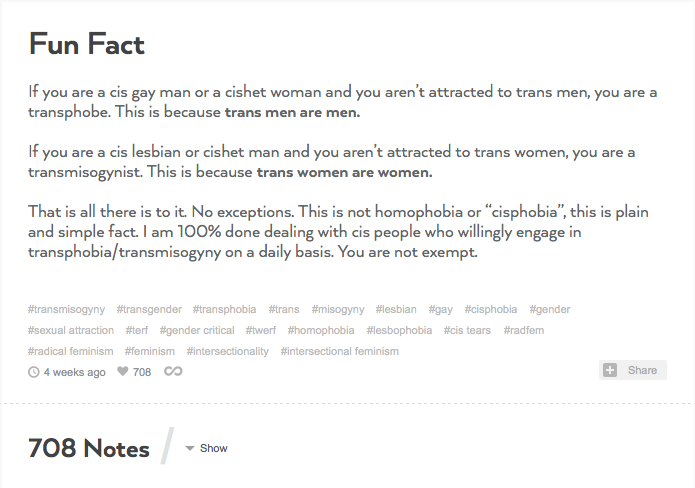 Fun Fact
If you are a cis gay man or a cishet woman and you aren't attracted to trans men, you are a
transphobe. This is because trans men are men.
If you are a cis lesbian or cishet man and you aren't attracted to trans women, you are a
transmisogynist. This is because trans women are women.
That is all there is to it. No exceptions. This is not homophobia or “cisphobia”, this is plain
and simple fact. I am 100% done dealing with cis people who willingly engage in
transphobia/transmisogyny on a daily basis. You are not exempt.
#transmisogyny #transgender #transphobia #trans #misogyny #lesbian #gay #cisphobia #gender
#sexual attraction #terf #gender critical #twerf #homophobia #lesbophobia #cis tears #radfem
#radical feminism #feminism #intersectionality #intersectional feminism
4 weeks ago 708 Share
708 Notes / Show